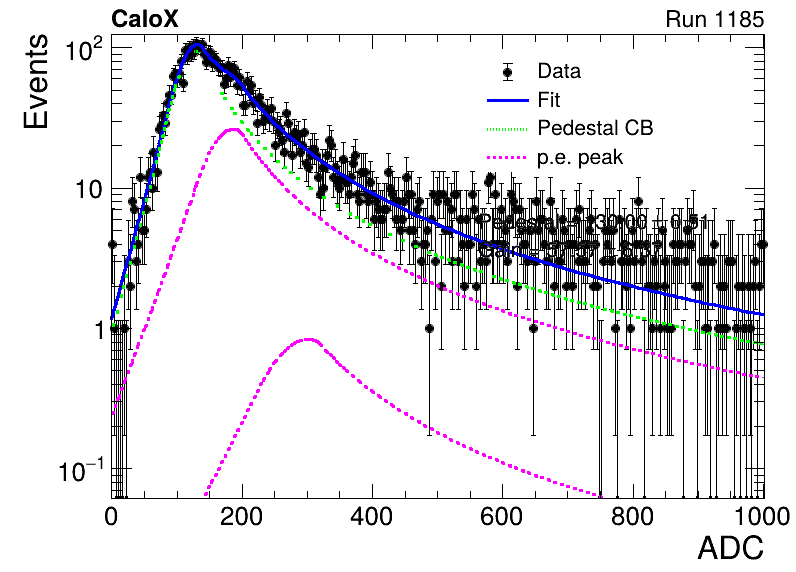 CaloX
Run 1185
Events
Data
Fit
Pedestal CB
p.e. peak
10²
10
1
10⁻¹
0
200
400
600
800
1000
ADC